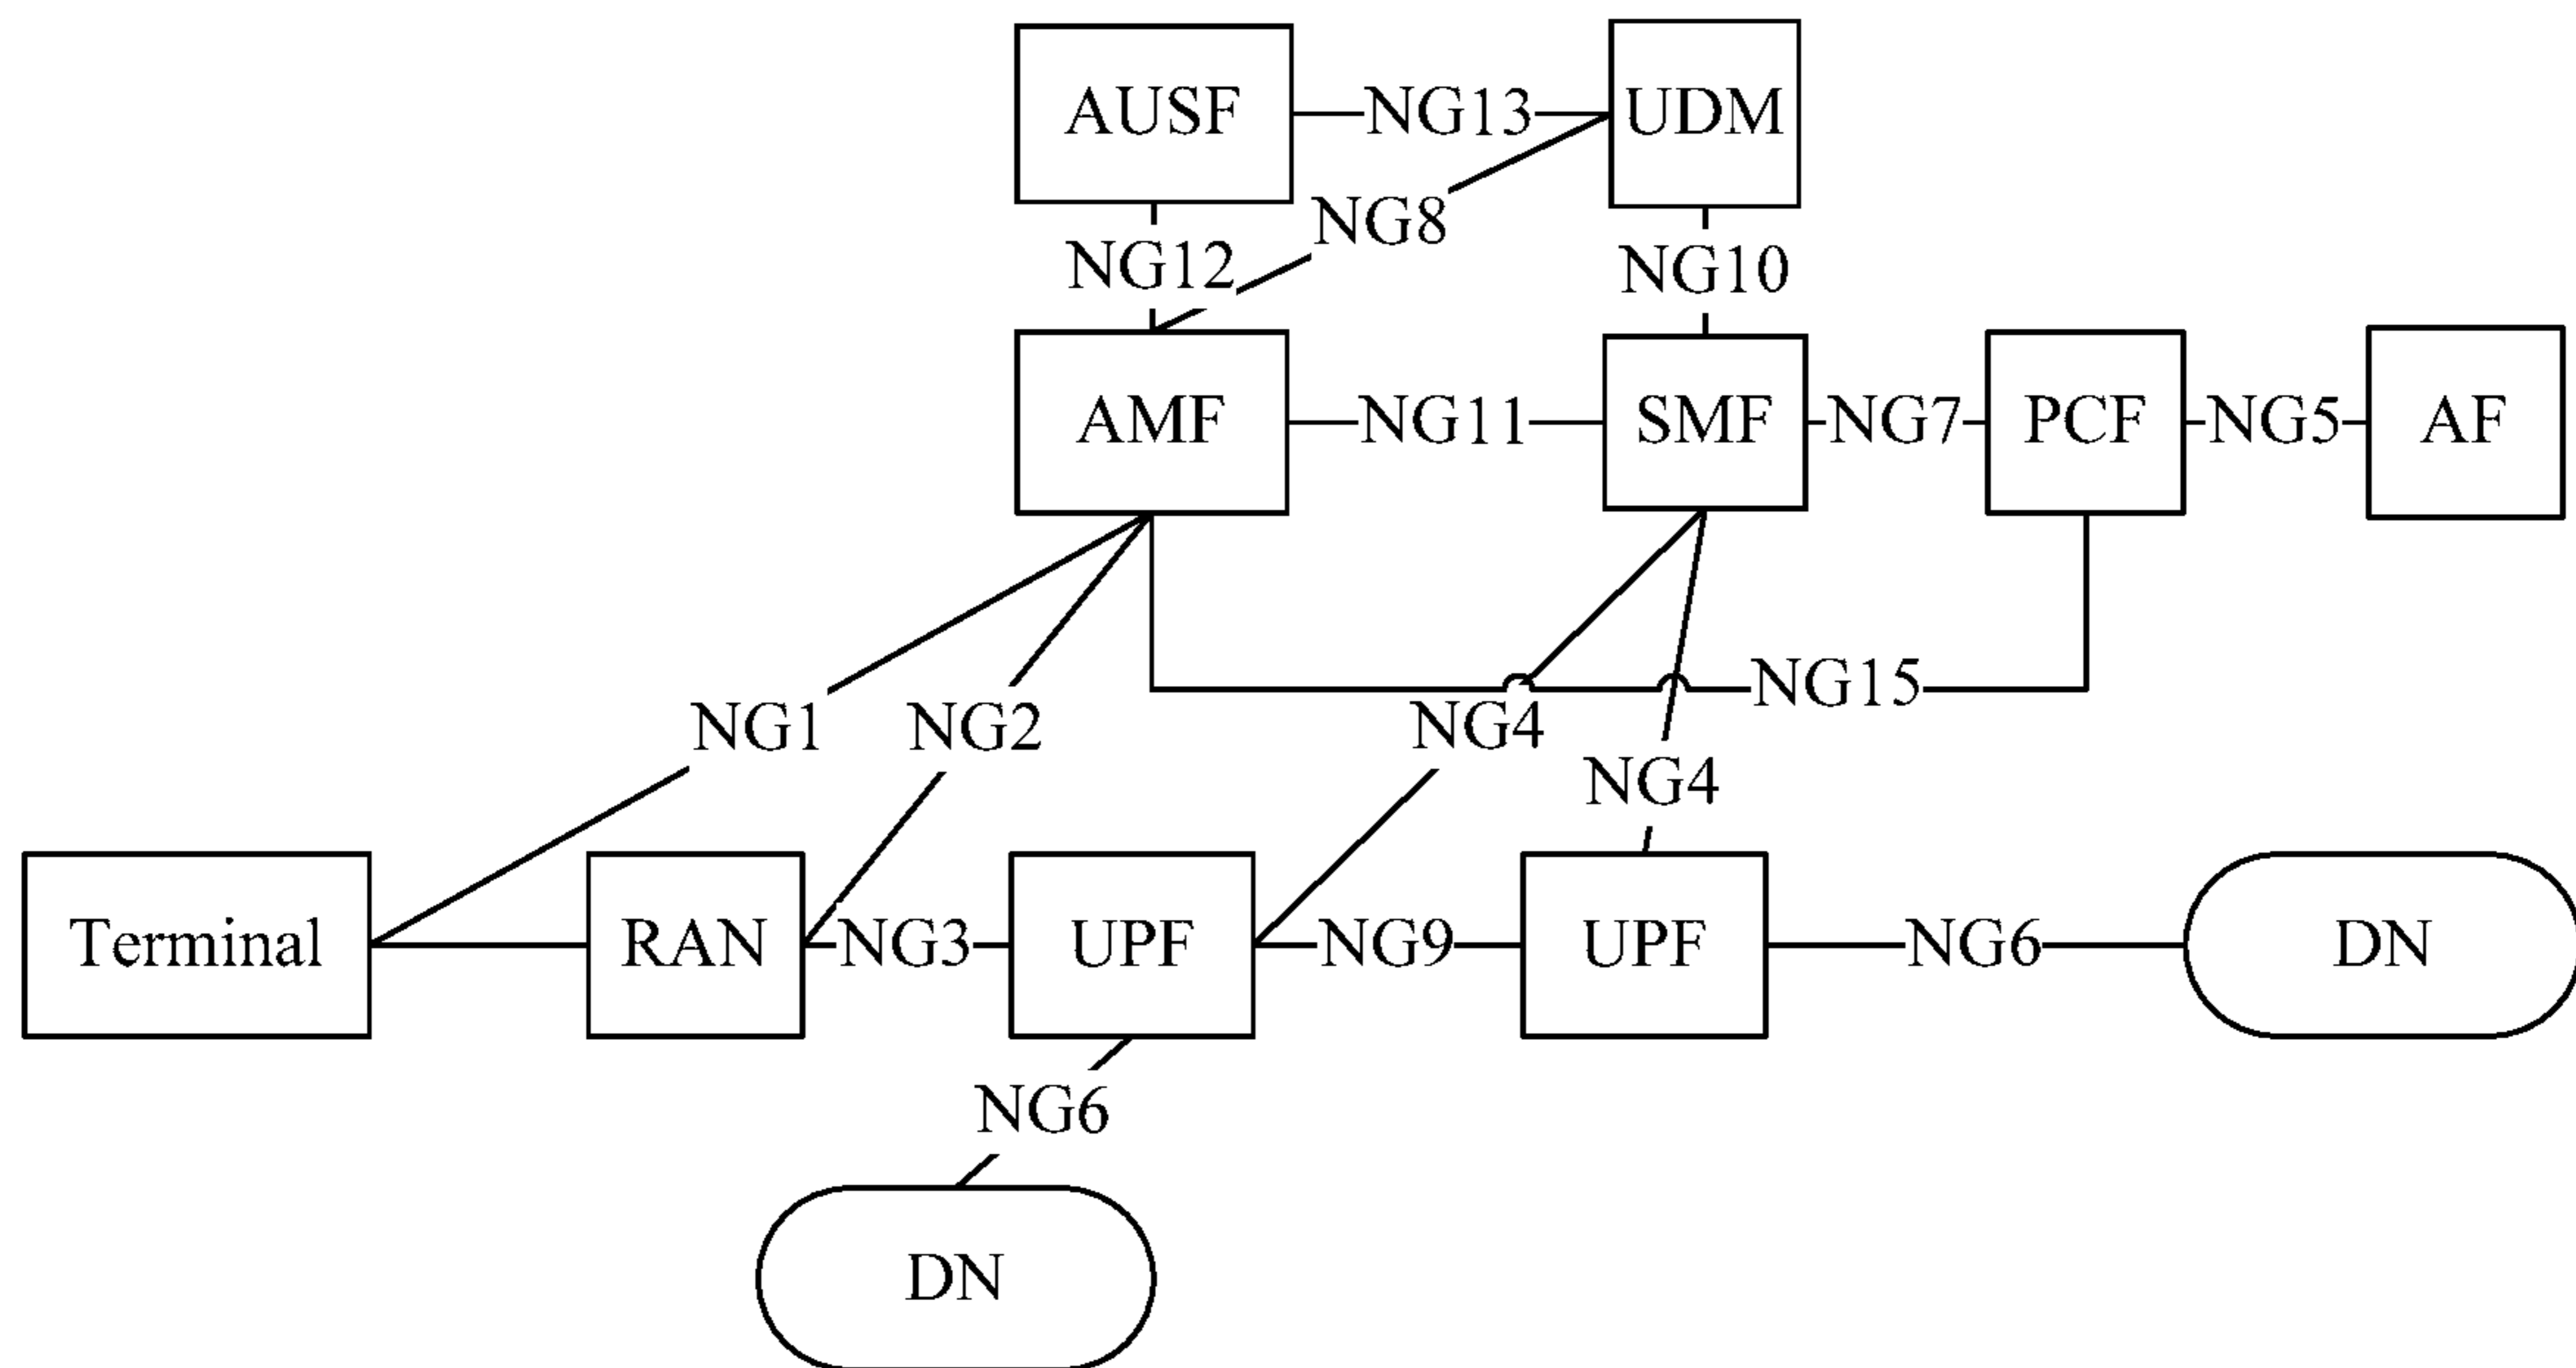 AUSF
NG13
UDM
NG8
NG12
NG10
AMF
NG11
SMF
NG7
PCF
NG5
AF
NG15
NG1
NG2
NG4
NG4
Terminal
RAN
NG3
UPF
NG9
UPF
NG6
DN
NG6
DN